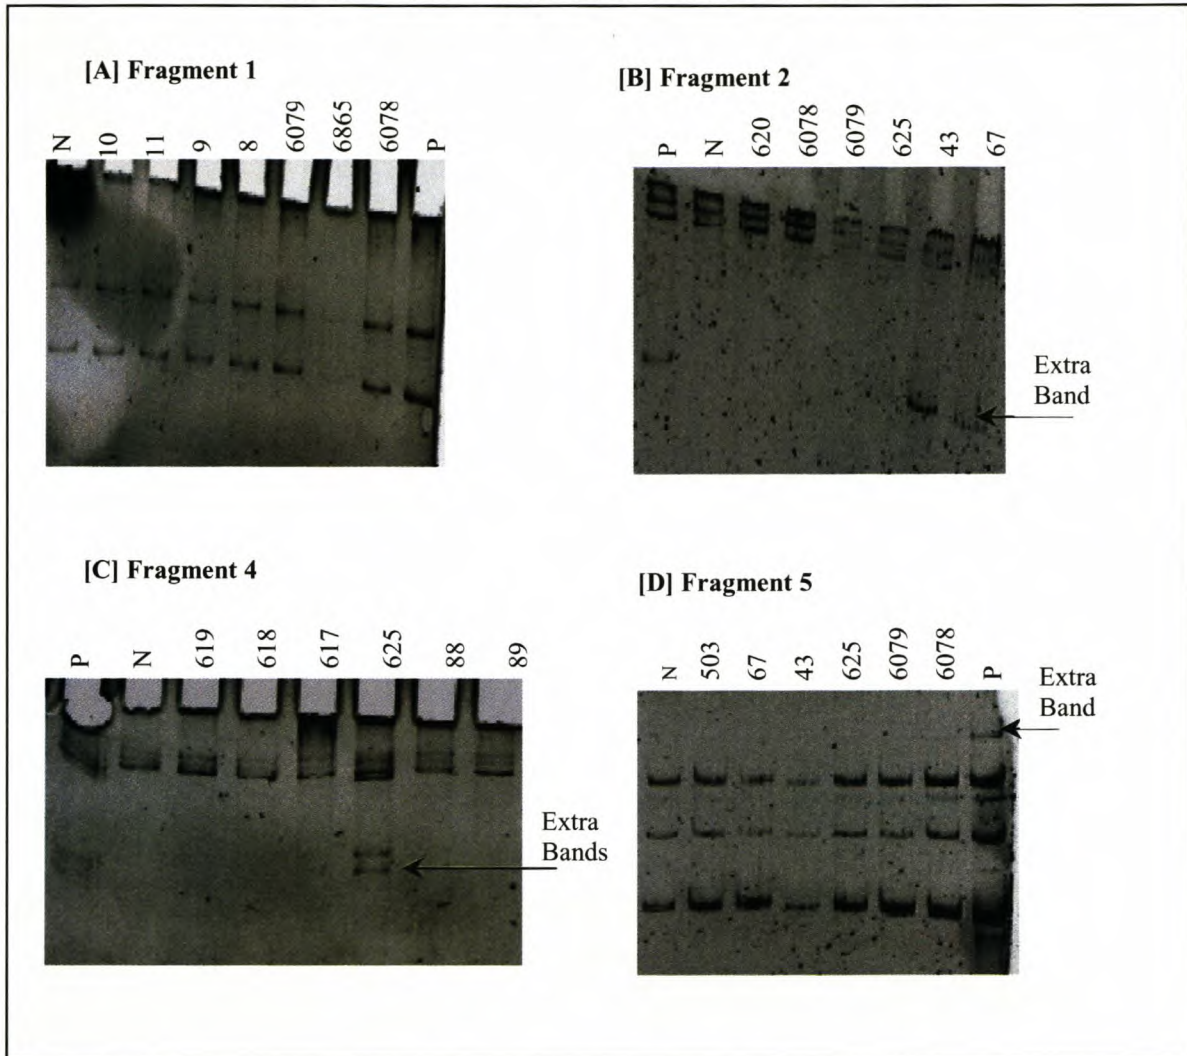 [A] Fragment 1
N 10 11 9 8 6079 6865 6078 P
[B] Fragment 2
P N 620 6078 6079 625 43 67
Extra
Band
[C] Fragment 4
P N 619 618 617 625 88 89
Extra
Bands
[D] Fragment 5
N 503 67 43 625 6079 6078 P
Extra
Band